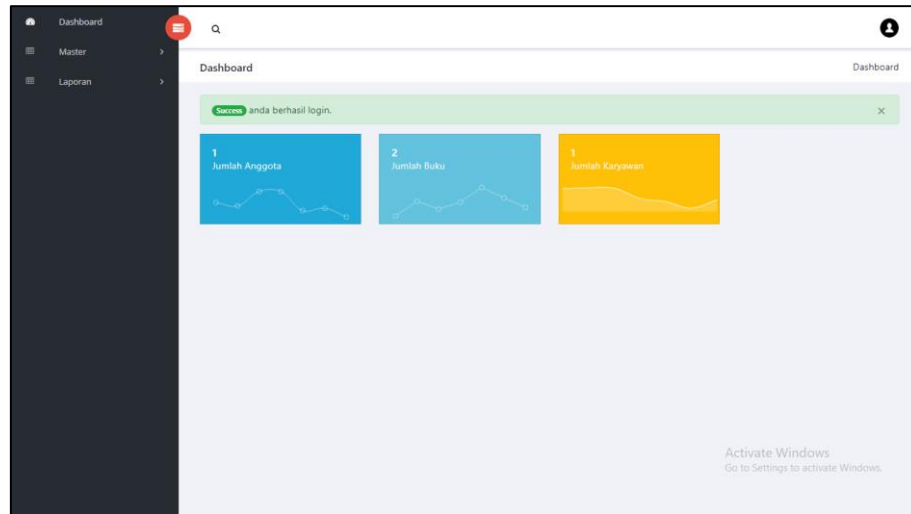 Dashboard
Master
Laporan
Dashboard
Dashboard
Success anda berhasil login.
1
Jumlah Anggota
2
Jumlah Buku
1
Jumlah Karyawan
Activate Windows
Go to Settings to activate Windows.